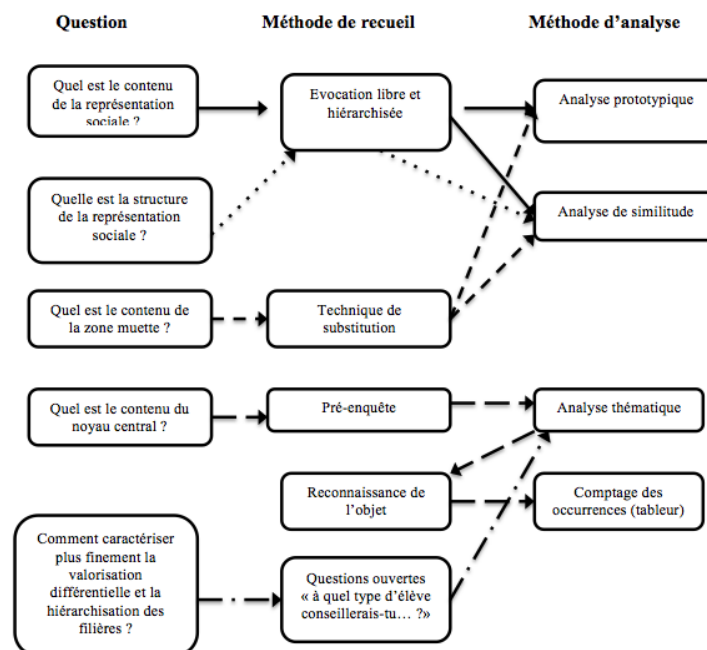 Question
Méthode de recueil
Méthode d'analyse
Quel est le contenu
de la représentation
sociale ?
Evocation libre et
hiérarchisée
Analyse prototypique
Quelle est la structure
de la représentation
sociale ?
Analyse de similitude
Quel est le contenu de
la zone muette ?
Technique de
substitution
Quel est le contenu du
noyau central ?
Pré-enquête
Analyse thématique
Reconnaissance de
l'objet
Comptage des
occurrences (tableur)
Comment caractériser
plus finement la
valorisation
différentielle et la
hiérarchisation des
filières ?
Questions ouvertes
« à quel type d'élève
conseillerais-tu… ?»